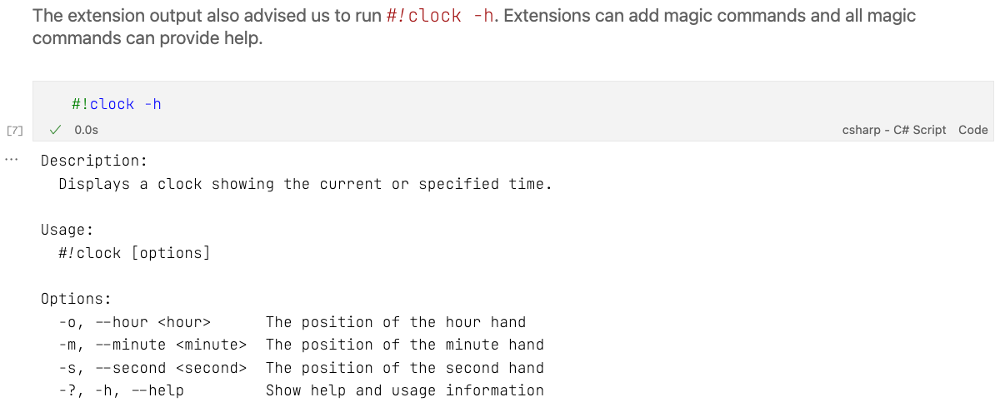 The extension output also advised us to run #!clock -h. Extensions can add magic commands and all magic
commands can provide help.
#!clock -h
[7] ✓ 0.0s csharp - C# Script Code
... Description:
Displays a clock showing the current or specified time.
Usage:
#!clock [options]
Options:
-o, --hour <hour> The position of the hour hand
-m, --minute <minute> The position of the minute hand
-s, --second <second> The position of the second hand
-?, -h, --help Show help and usage information